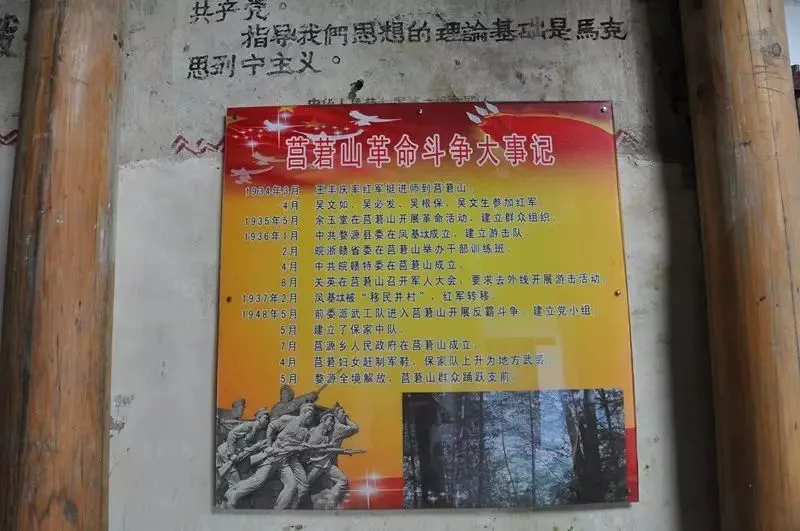 共产党。
指导我們思想的理論基础是馬克
思列宁主义。
莒莙山革命斗争大事记
1934年3月 王丰庆率红军挺进师到莒莙山。
4月 吴文如、吴必发、吴根保、吴文生参加红军。
1935年5月 余玉堂在莒莙山开展革命活动，建立群众组织。
1936年1月 中共婺源县委在凤基坺成立，建立游击队。
2月 皖浙赣省委在莒莙山举办干部训练班。
4月 中共皖赣特委在莒莙山成立。
8月 关英在莒莙山召开军人大会，要求去外线开展游击活动。
1937年2月 凤基坺被“移民并村”，红军转移。
1948年5月 前委派武工队进入莒莙山开展反霸斗争，建立党小组
5月 建立了保家中队。
7月 莒源乡人民政府在莒莙山成立。
4月 莒莙妇女赶制军鞋，保家队上升为地方武装。
5月 婺源全境解放，莒莙山群众踊跃支前。